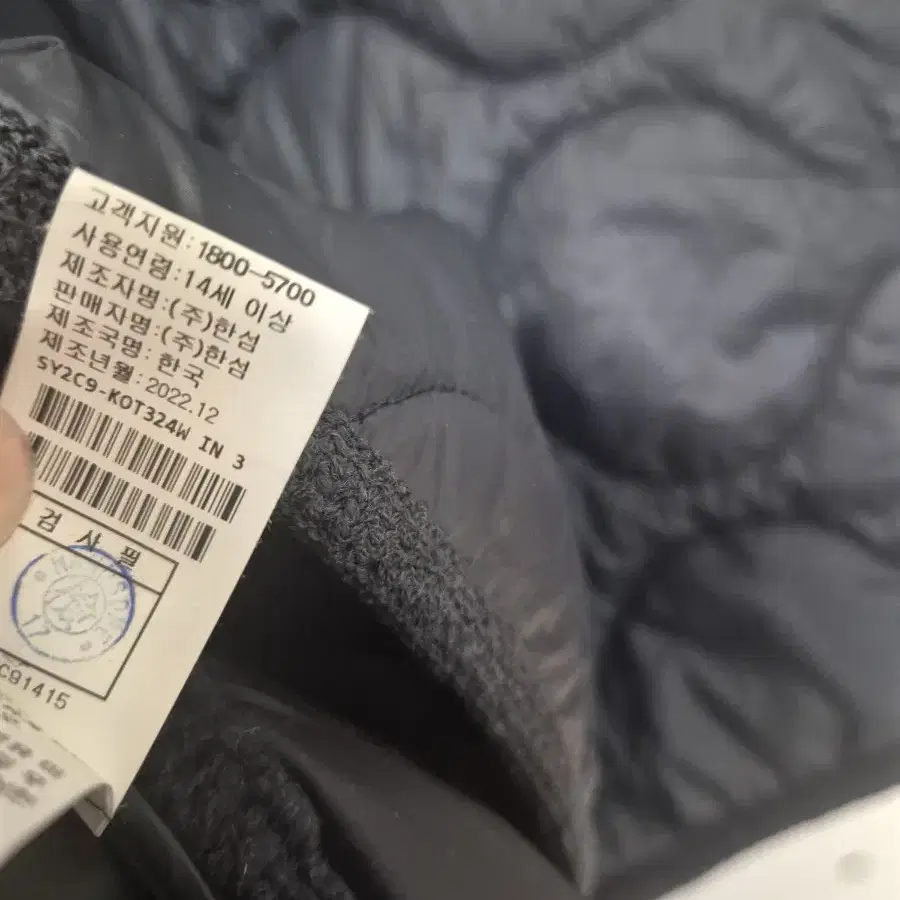 고객지원:1800-5700
사용연령:14세 이상
제조자명:(주)한섬
판매자명:(주)한섬
제조국명: 한국
제조년월:2022.12
SY2C9-KOT324W IN 3
검 사 필
17
C91415